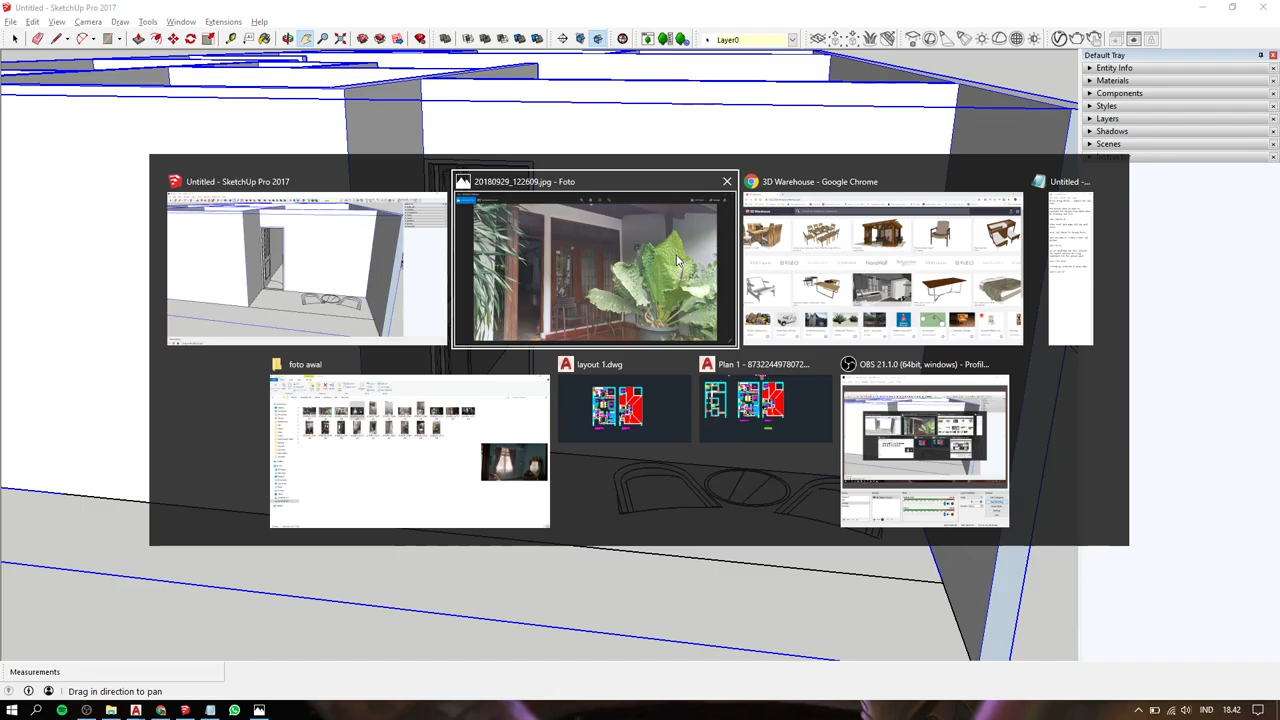 Untitled - SketchUp Pro 2017
File Edit View Camera Draw Tools Window Extensions Help
Layer0
Default Tray
Entity Info
Materials
Components
Styles
Layers
Shadows
Scenes
Untitled - SketchUp Pro 2017
20180929_122609.jpg - Foto
3D Warehouse - Google Chrome
Untitled -...
foto awal
layout 1.dwg
Plan 1 - 8732244978072...
OBS 21.1.0 (64bit, windows) - Profil...
Measurements
Drag in direction to pan
IND
18.42